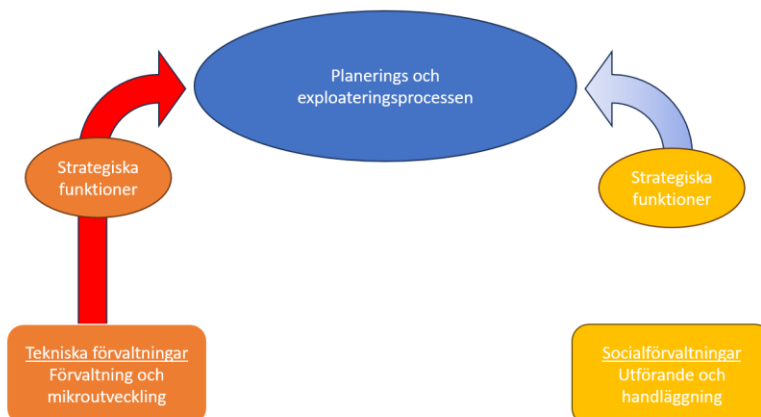 Planerings och
exploateringsprocessen
Strategiska
funktioner
Strategiska
funktioner
Tekniska förvaltningar
Förvaltning och
mikroutveckling
Socialförvaltningar
Utförande och
handläggning